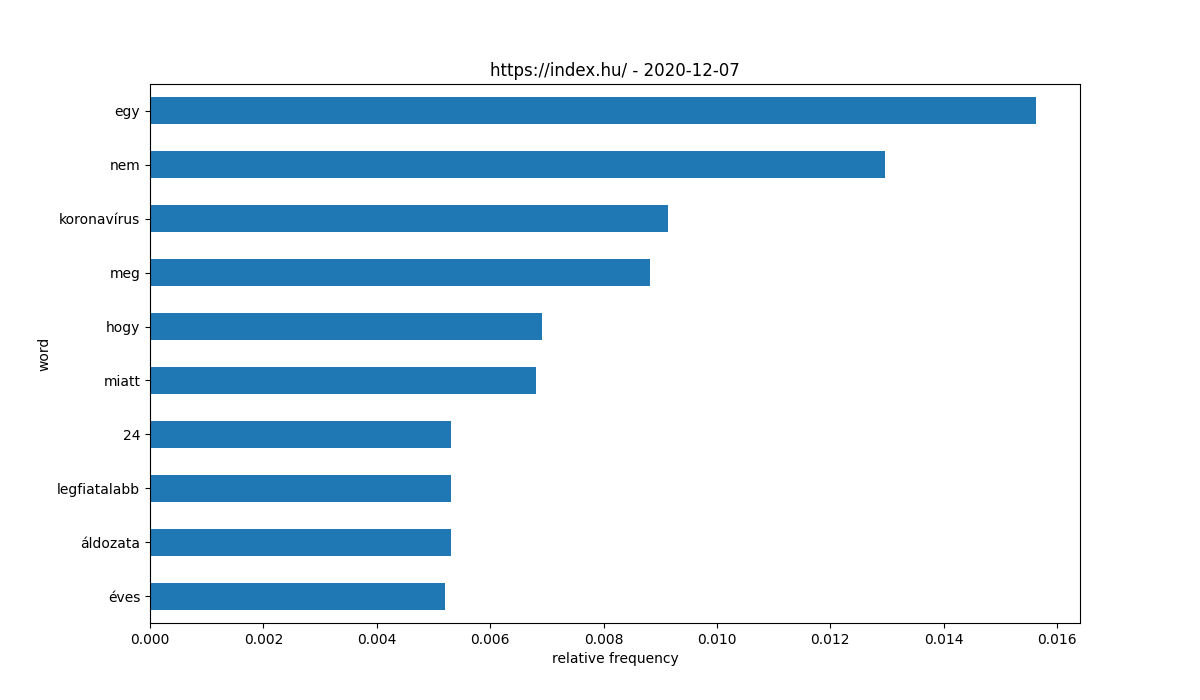 https://index.hu/ - 2020-12-07
egy
nem
koronavírus
meg
hogy
miatt
24
legfiatalabb
áldozata
éves
word
0.000 0.002 0.004 0.006 0.008 0.010 0.012 0.014 0.016
relative frequency